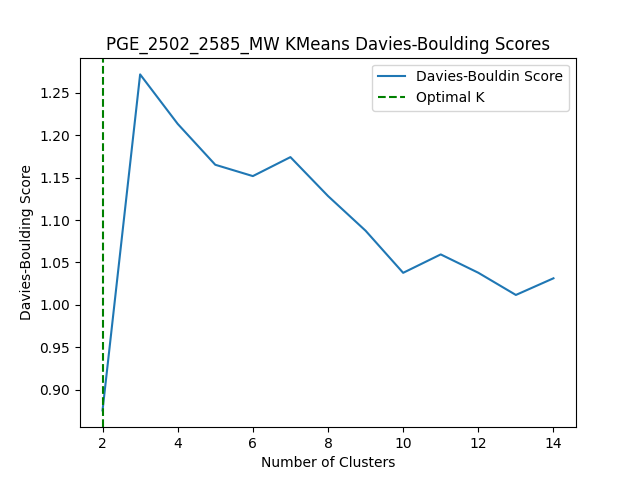 PGE_2502_2585_MW KMeans Davies-Boulding Scores
Davies-Bouldin Score
Optimal K
Davies-Boulding Score
1.25
1.20
1.15
1.10
1.05
1.00
0.95
0.90
2 4 6 8 10 12 14
Number of Clusters